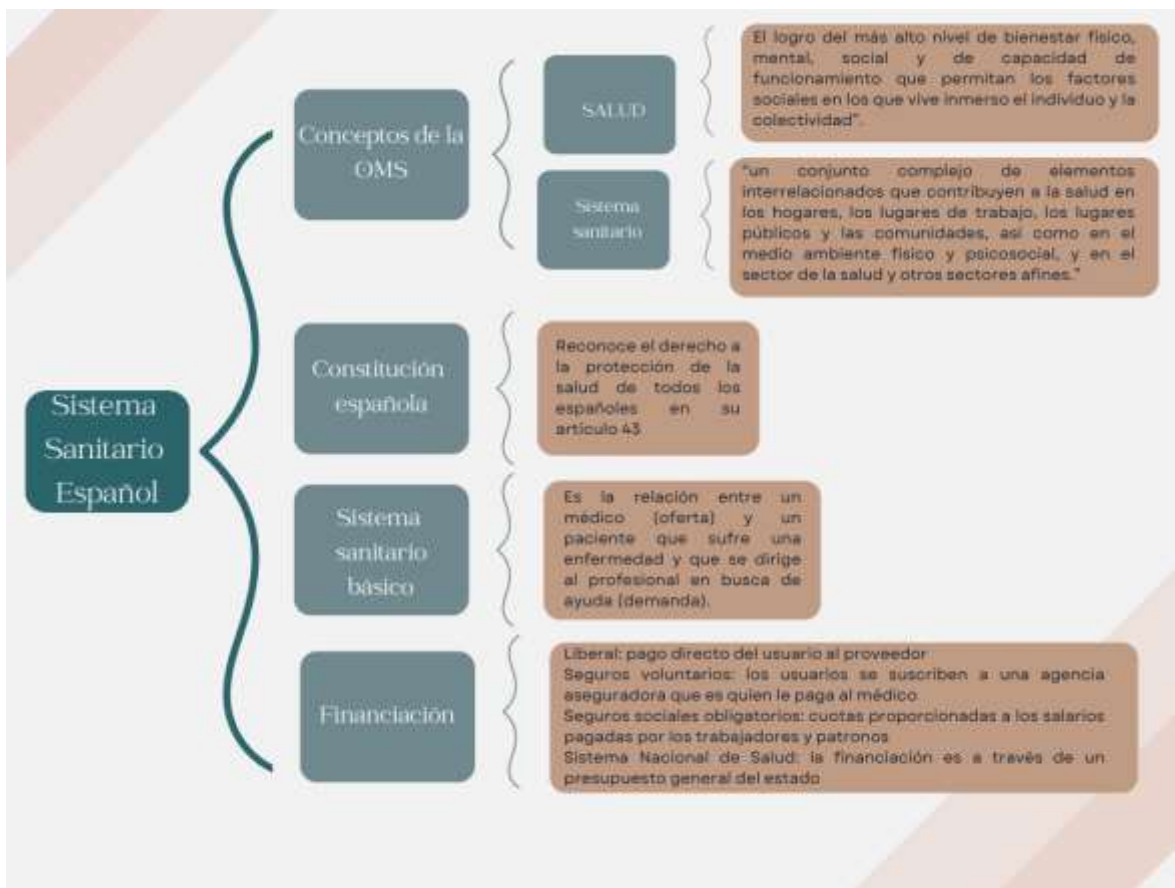 Sistema
Sanitario
Español
Conceptos de la
OMS
SALUD
El logro del más alto nivel de bienestar físico,
mental, social y de capacidad de
funcionamiento que permitan los factores
sociales en los que vive inmerso el individuo y la
colectividad”.
Sistema
sanitario
“un conjunto complejo de elementos
interrelacionados que contribuyen a la salud en
los hogares, los lugares de trabajo, los lugares
públicos y las comunidades, así como en el
medio ambiente físico y psicosocial, y en el
sector de la salud y otros sectores afines.”
Constitución
española
Reconoce el derecho a
la protección de la
salud de todos los
españoles en su
artículo 43
Sistema
sanitario
básico
Es la relación entre un
médico (oferta) y un
paciente que sufre una
enfermedad y que se dirige
al profesional en busca de
ayuda (demanda).
Financiación
Liberal: pago directo del usuario al proveedor
Seguros voluntarios: los usuarios se suscriben a una agencia
aseguradora que es quien le paga al médico
Seguros sociales obligatorios: cuotas proporcionadas a los salarios
pagadas por los trabajadores y patronos
Sistema Nacional de Salud: la financiación es a través de un
presupuesto general del estado